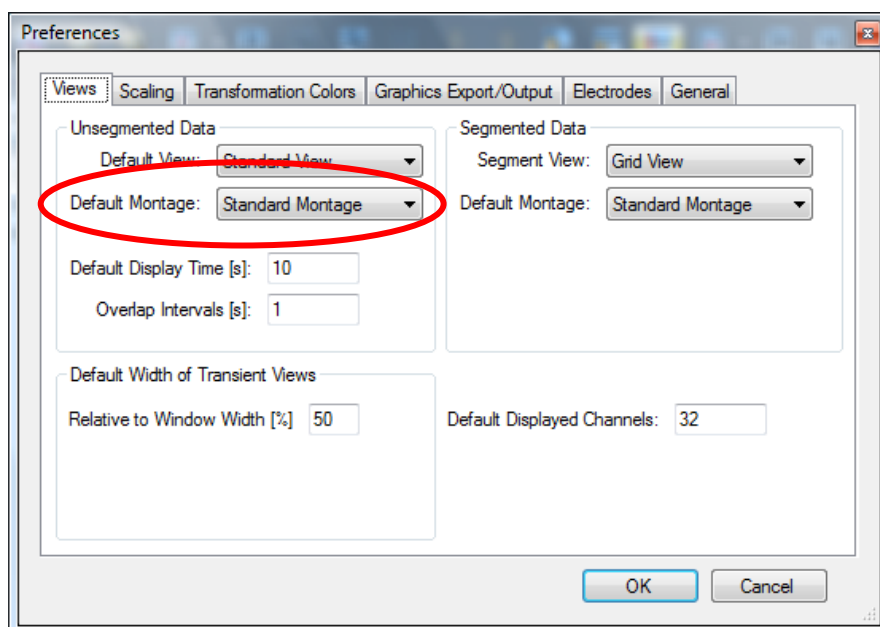 Preferences
Views Scaling Transformation Colors Graphics Export/Output Electrodes General
Unsegmented Data
Default View: Standard View
Default Montage: Standard Montage
Default Display Time [s]: 10
Overlap Intervals [s]: 1
Segmented Data
Segment View: Grid View
Default Montage: Standard Montage
Default Width of Transient Views
Relative to Window Width [%] 50
Default Displayed Channels: 32
OK Cancel